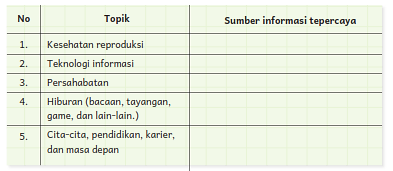 No Topik Sumber informasi tepercaya
1. Kesehatan reproduksi
2. Teknologi informasi
3. Persahabatan
4. Hiburan (bacaan, tayangan,
game, dan lain-lain.)
5. Cita-cita, pendidikan, karier,
dan masa depan